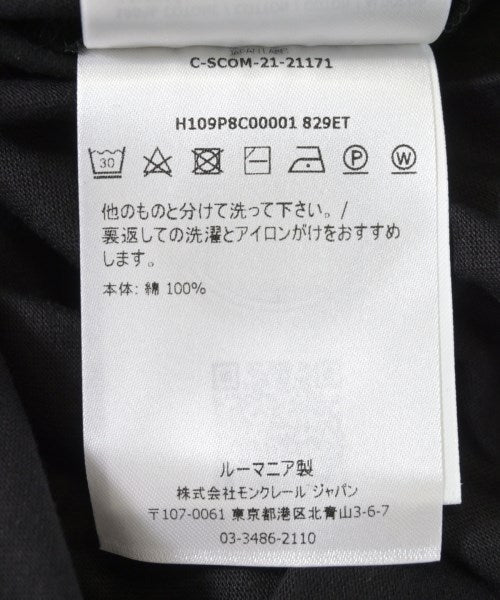 C-SCOM-21-21171
H109P8C00001 829ET
30
P
W
他のものと分けて洗って下さい。/
裏返しての洗濯とアイロンがけをおすすめ
します。
本体: 綿 100%
ルーマニア製
株式会社モンクレール ジャパン
〒107-0061 東京都港区北青山3-6-7
03-3486-2110